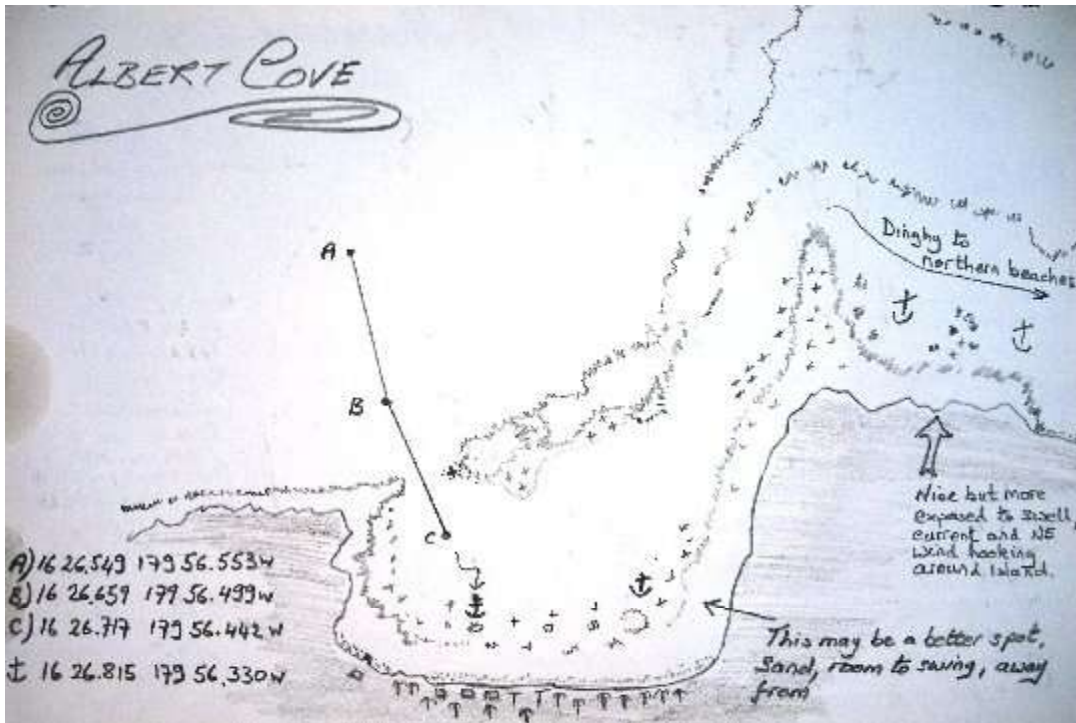 ALBERT COVE
A
B
C
Dinghy to
northern beaches
Nice but more
exposed to swell,
current and NE
wind hooking
around island.
This may be a better spot,
sand, room to swing, away
from
A) 16 26.549 179 56.553w
B) 16 26.659 179 56.499w
C) 16 26.717 179 56.442w
16 26.815 179 56.330w